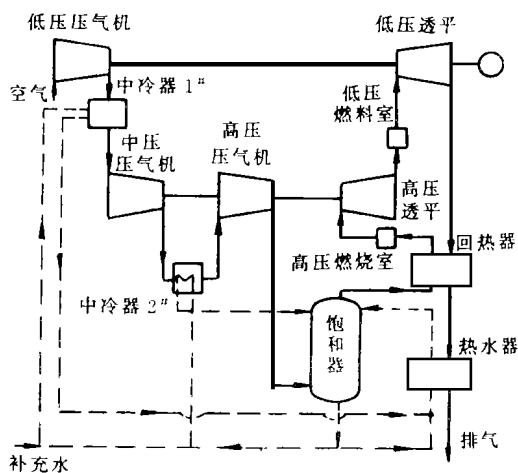 低压压气机
低压透平
空气
中冷器 1#
低压
燃料室
中压
压气机
高压
压气机
高压
透平
回热器
高压燃烧室
中冷器 2#
饱
和
器
热水器
排气
补充水